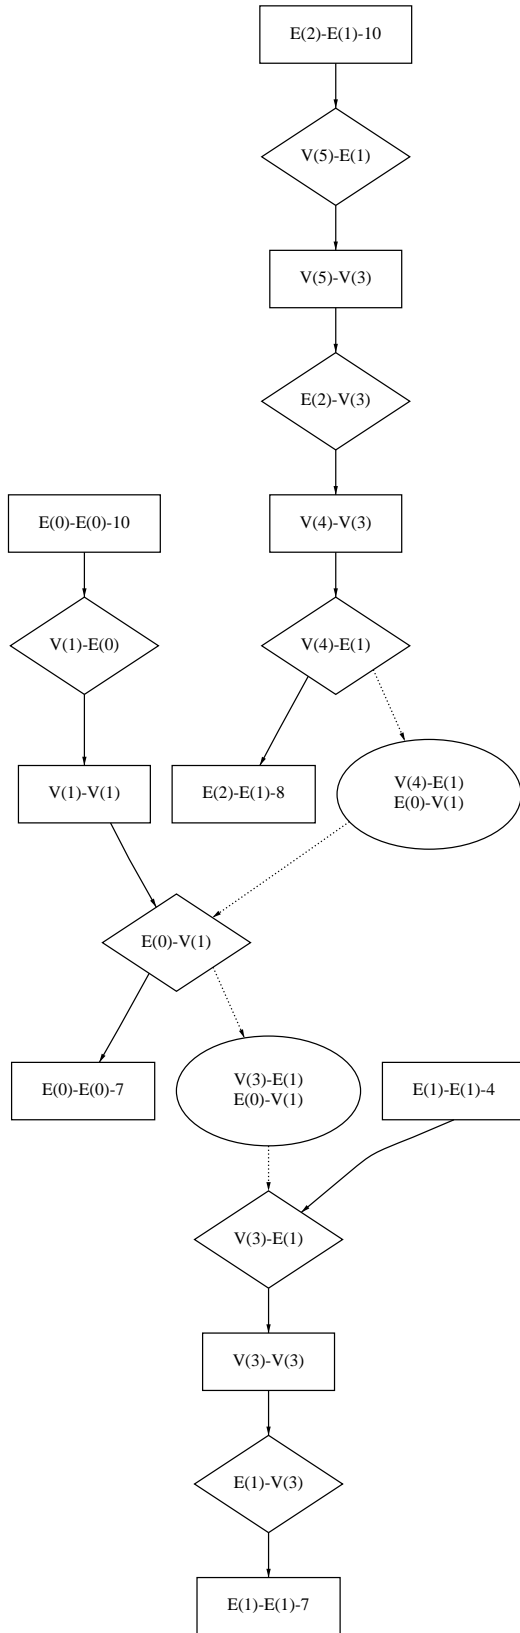 E(2)-E(1)-10
V(5)-E(1)
V(5)-V(3)
E(2)-V(3)
E(0)-E(0)-10
V(4)-V(3)
V(1)-E(0)
V(4)-E(1)
V(1)-V(1)
E(2)-E(1)-8
V(4)-E(1)
E(0)-V(1)
E(0)-V(1)
E(0)-E(0)-7
V(3)-E(1)
E(0)-V(1)
E(1)-E(1)-4
V(3)-E(1)
V(3)-V(3)
E(1)-V(3)
E(1)-E(1)-7